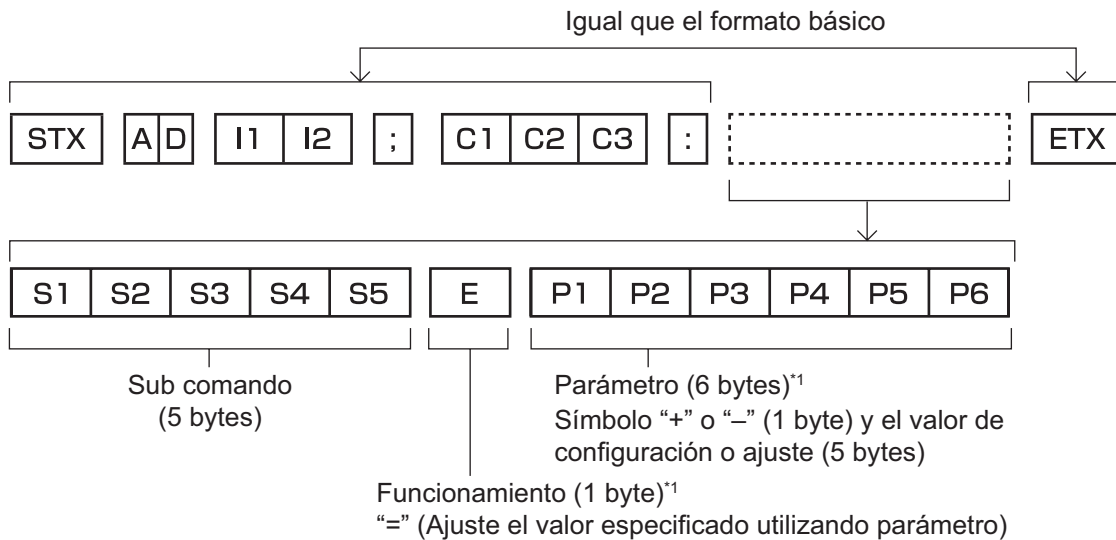 Igual que el formato básico
STX A D I1 I2 ; C1 C2 C3 : ETX
S1 S2 S3 S4 S5 E P1 P2 P3 P4 P5 P6
Sub comando
(5 bytes)
Parámetro (6 bytes)*1
Símbolo “+” o “–” (1 byte) y el valor de
configuración o ajuste (5 bytes)
Funcionamiento (1 byte)*1
“=” (Ajuste el valor especificado utilizando parámetro)